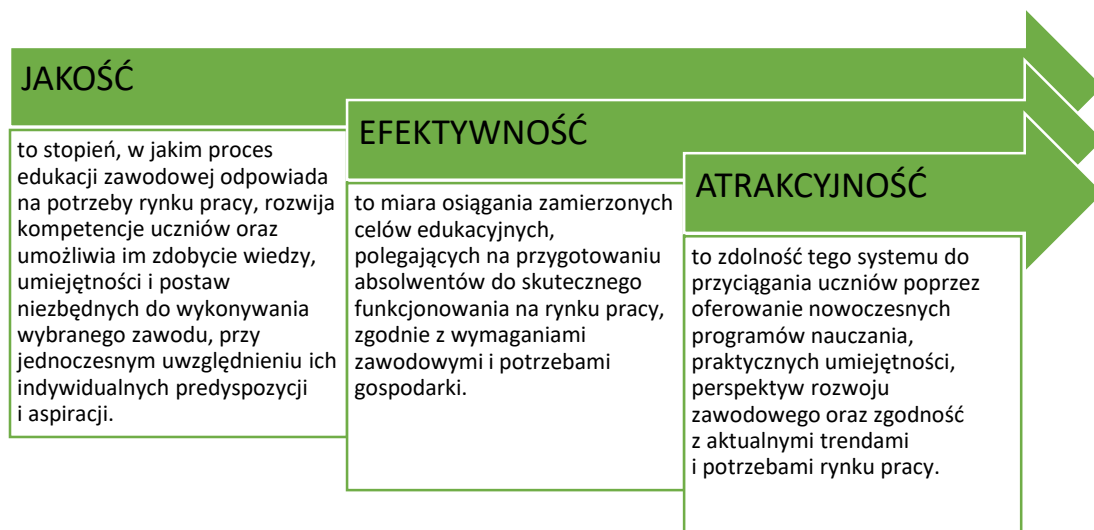 JAKOŚĆ
to stopień, w jakim proces
edukacji zawodowej odpowiada
na potrzeby rynku pracy, rozwija
kompetencje uczniów oraz
umożliwia im zdobycie wiedzy,
umiejętności i postaw
niezbędnych do wykonywania
wybranego zawodu, przy
jednoczesnym uwzględnieniu ich
indywidualnych predyspozycji
i aspiracji.
EFEKTYWNOŚĆ
to miara osiągania zamierzonych
celów edukacyjnych,
polegających na przygotowaniu
absolwentów do skutecznego
funkcjonowania na rynku pracy,
zgodnie z wymaganiami
zawodowymi i potrzebami
gospodarki.
ATRAKCYJNOŚĆ
to zdolność tego systemu do
przyciągania uczniów poprzez
oferowanie nowoczesnych
programów nauczania,
praktycznych umiejętności,
perspektyw rozwoju
zawodowego oraz zgodność
z aktualnymi trendami
i potrzebami rynku pracy.